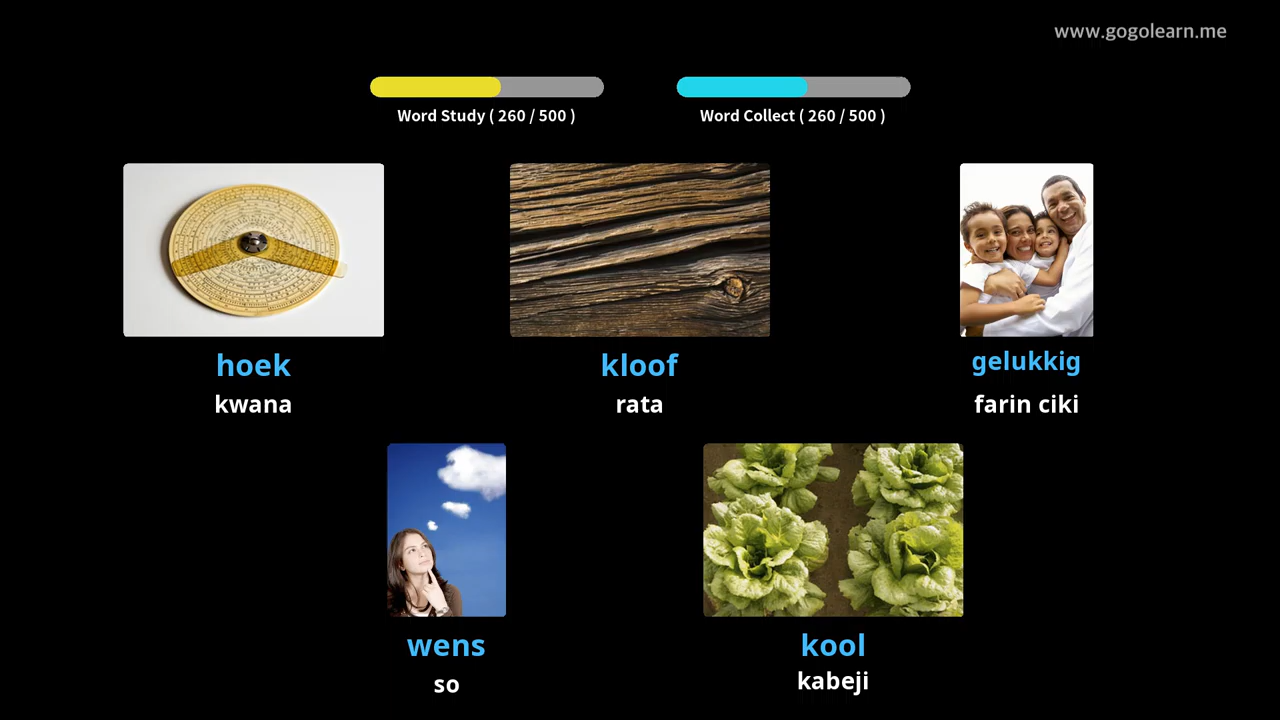 www.gogolearn.me
Word Study ( 260 / 500 )
Word Collect ( 260 / 500 )
hoek
kwana
kloof
rata
gelukkig
farin ciki
wens
so
kool
kabeji